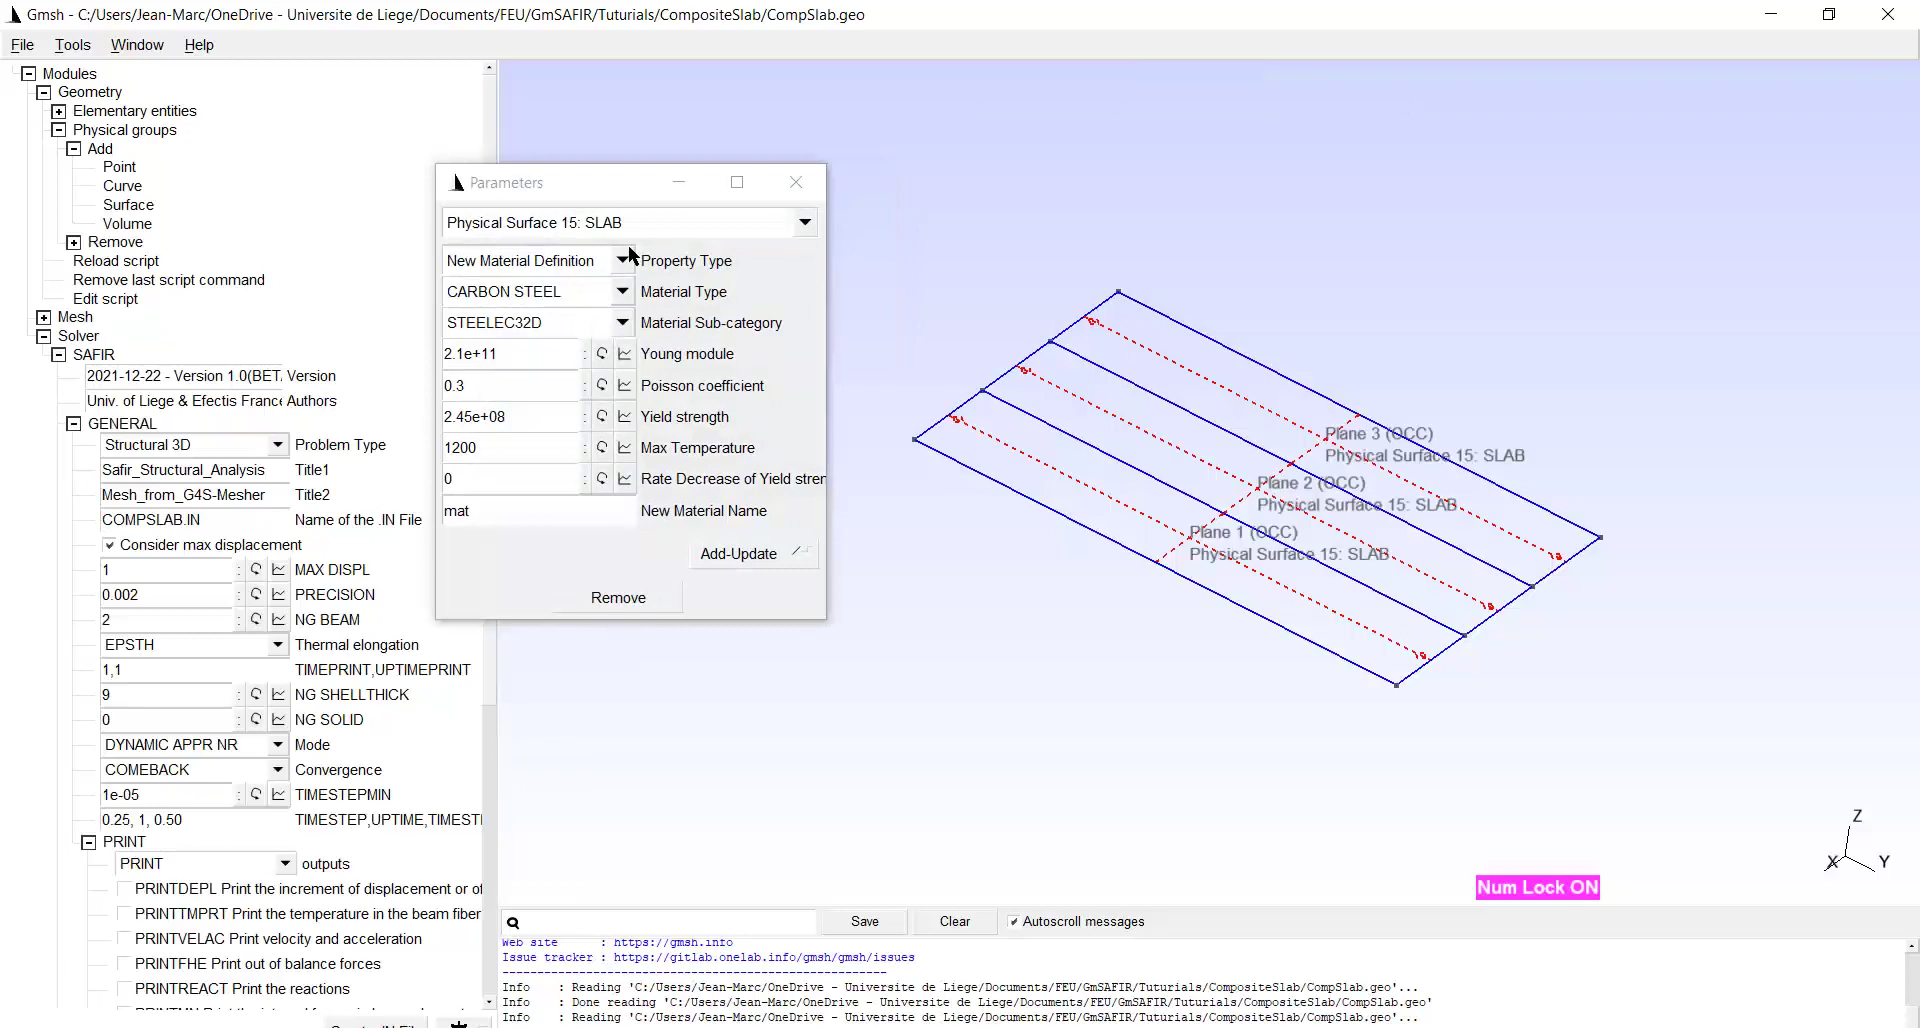 Gmsh - C:/Users/Jean-Marc/OneDrive - Universite de Liege/Documents/FEU/GmSAFIR/Tuturials/CompositeSlab/CompSlab.geo
File Tools Window Help
Modules
Geometry
Elementary entities
Physical groups
Add
Point
Curve
Surface
Volume
Remove
Reload script
Remove last script command
Edit script
Mesh
Solver
SAFIR
2021-12-22 - Version 1.0(BET. Version
Univ. of Liege & Efectis France Authors
GENERAL
Structural 3D Problem Type
Safir_Structural_Analysis Title1
Mesh_from_G4S-Mesher Title2
COMPSLAB.IN Name of the .IN File
Consider max displacement
1 : MAX DISPL
0.002 : PRECISION
2 : NG BEAM
EPSTH Thermal elongation
1,1 TIMEPRINT,UPTIMEPRINT
9 : NG SHELLTHICK
0 : NG SOLID
DYNAMIC APPR NR Mode
COMEBACK Convergence
1e-05 : TIMESTEPMIN
0.25, 1, 0.50 TIMESTEP,UPTIME,TIMESTI
PRINT
PRINT outputs
PRINTDEPL Print the increment of displacement or of
PRINTTMPRT Print the temperature in the beam fiber
PRINTVELAC Print velocity and acceleration
PRINTFHE Print out of balance forces
PRINTREACT Print the reactions
Parameters
Physical Surface 15: SLAB
New Material Definition Property Type
CARBON STEEL Material Type
STEELEC32D Material Sub-category
2.1e+11 : Young module
0.3 : Poisson coefficient
2.45e+08 : Yield strength
1200 : Max Temperature
0 : Rate Decrease of Yield stren
mat New Material Name
Add-Update
Remove
Plane 3 (OCC)
Physical Surface 15: SLAB
Plane 2 (OCC)
Physical Surface 15: SLAB
Plane 1 (OCC)
Physical Surface 15: SLAB
Z
X Y
Num Lock ON
Save Clear Autoscroll messages
Web site : https://gmsh.info
Issue tracker : https://gitlab.onelab.info/gmsh/gmsh/issues
Info : Reading 'C:/Users/Jean-Marc/OneDrive - Universite de Liege/Documents/FEU/GmSAFIR/Tuturials/CompositeSlab/CompSlab.geo'...
Info : Done reading 'C:/Users/Jean-Marc/OneDrive - Universite de Liege/Documents/FEU/GmSAFIR/Tuturials/CompositeSlab/CompSlab.geo'
Info : Reading 'C:/Users/Jean-Marc/OneDrive - Universite de Liege/Documents/FEU/GmSAFIR/Tuturials/CompositeSlab/CompSlab.geo'...